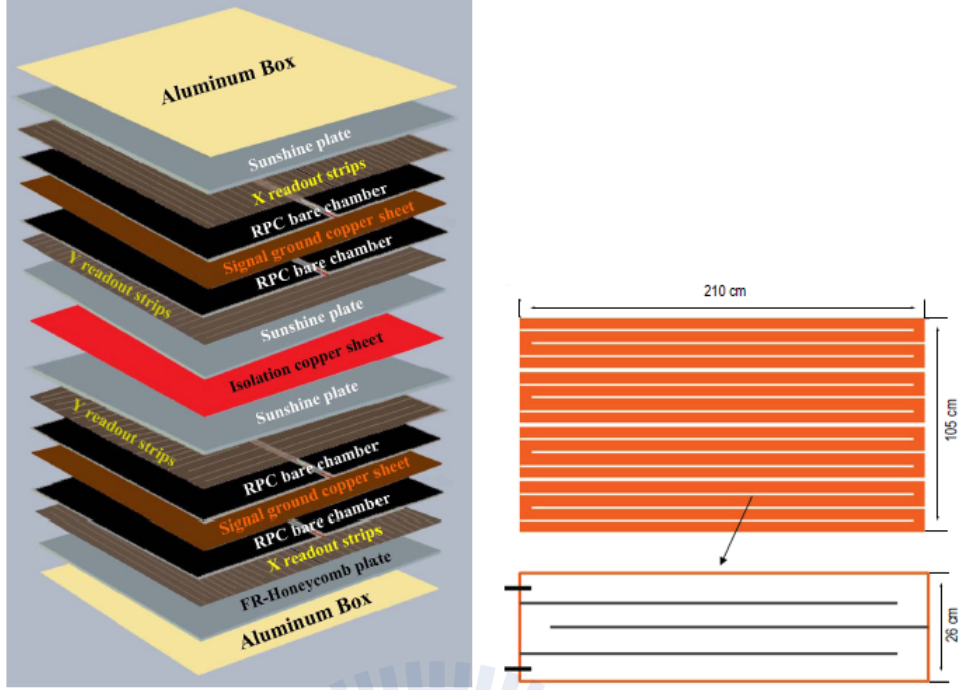 Aluminum Box
Sunshine plate
X readout strips
RPC bare chamber
Signal ground copper sheet
RPC bare chamber
Y readout strips
Sunshine plate
Isolation copper sheet
Sunshine plate
Y readout strips
RPC bare chamber
Signal ground copper sheet
RPC bare chamber
X readout strips
FR-Honeycomb plate
Aluminum Box
210 cm
105 cm
26 cm